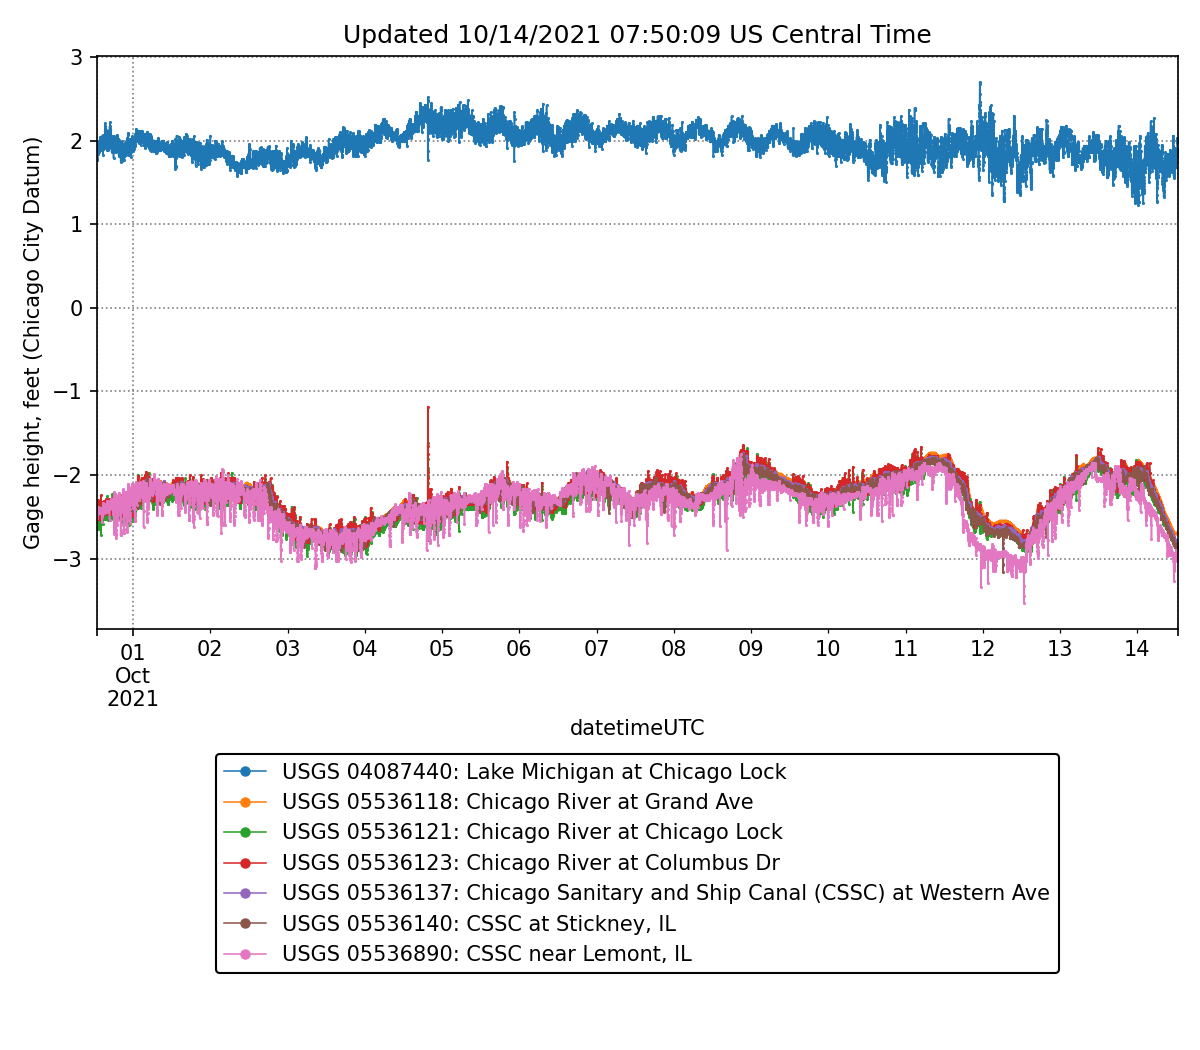 Updated 10/14/2021 07:50:09 US Central Time
Gage height, feet (Chicago City Datum)
3
2
1
0
−1
−2
−3
01 02 03 04 05 06 07 08 09 10 11 12 13 14
Oct
2021
datetimeUTC
USGS 04087440: Lake Michigan at Chicago Lock
USGS 05536118: Chicago River at Grand Ave
USGS 05536121: Chicago River at Chicago Lock
USGS 05536123: Chicago River at Columbus Dr
USGS 05536137: Chicago Sanitary and Ship Canal (CSSC) at Western Ave
USGS 05536140: CSSC at Stickney, IL
USGS 05536890: CSSC near Lemont, IL